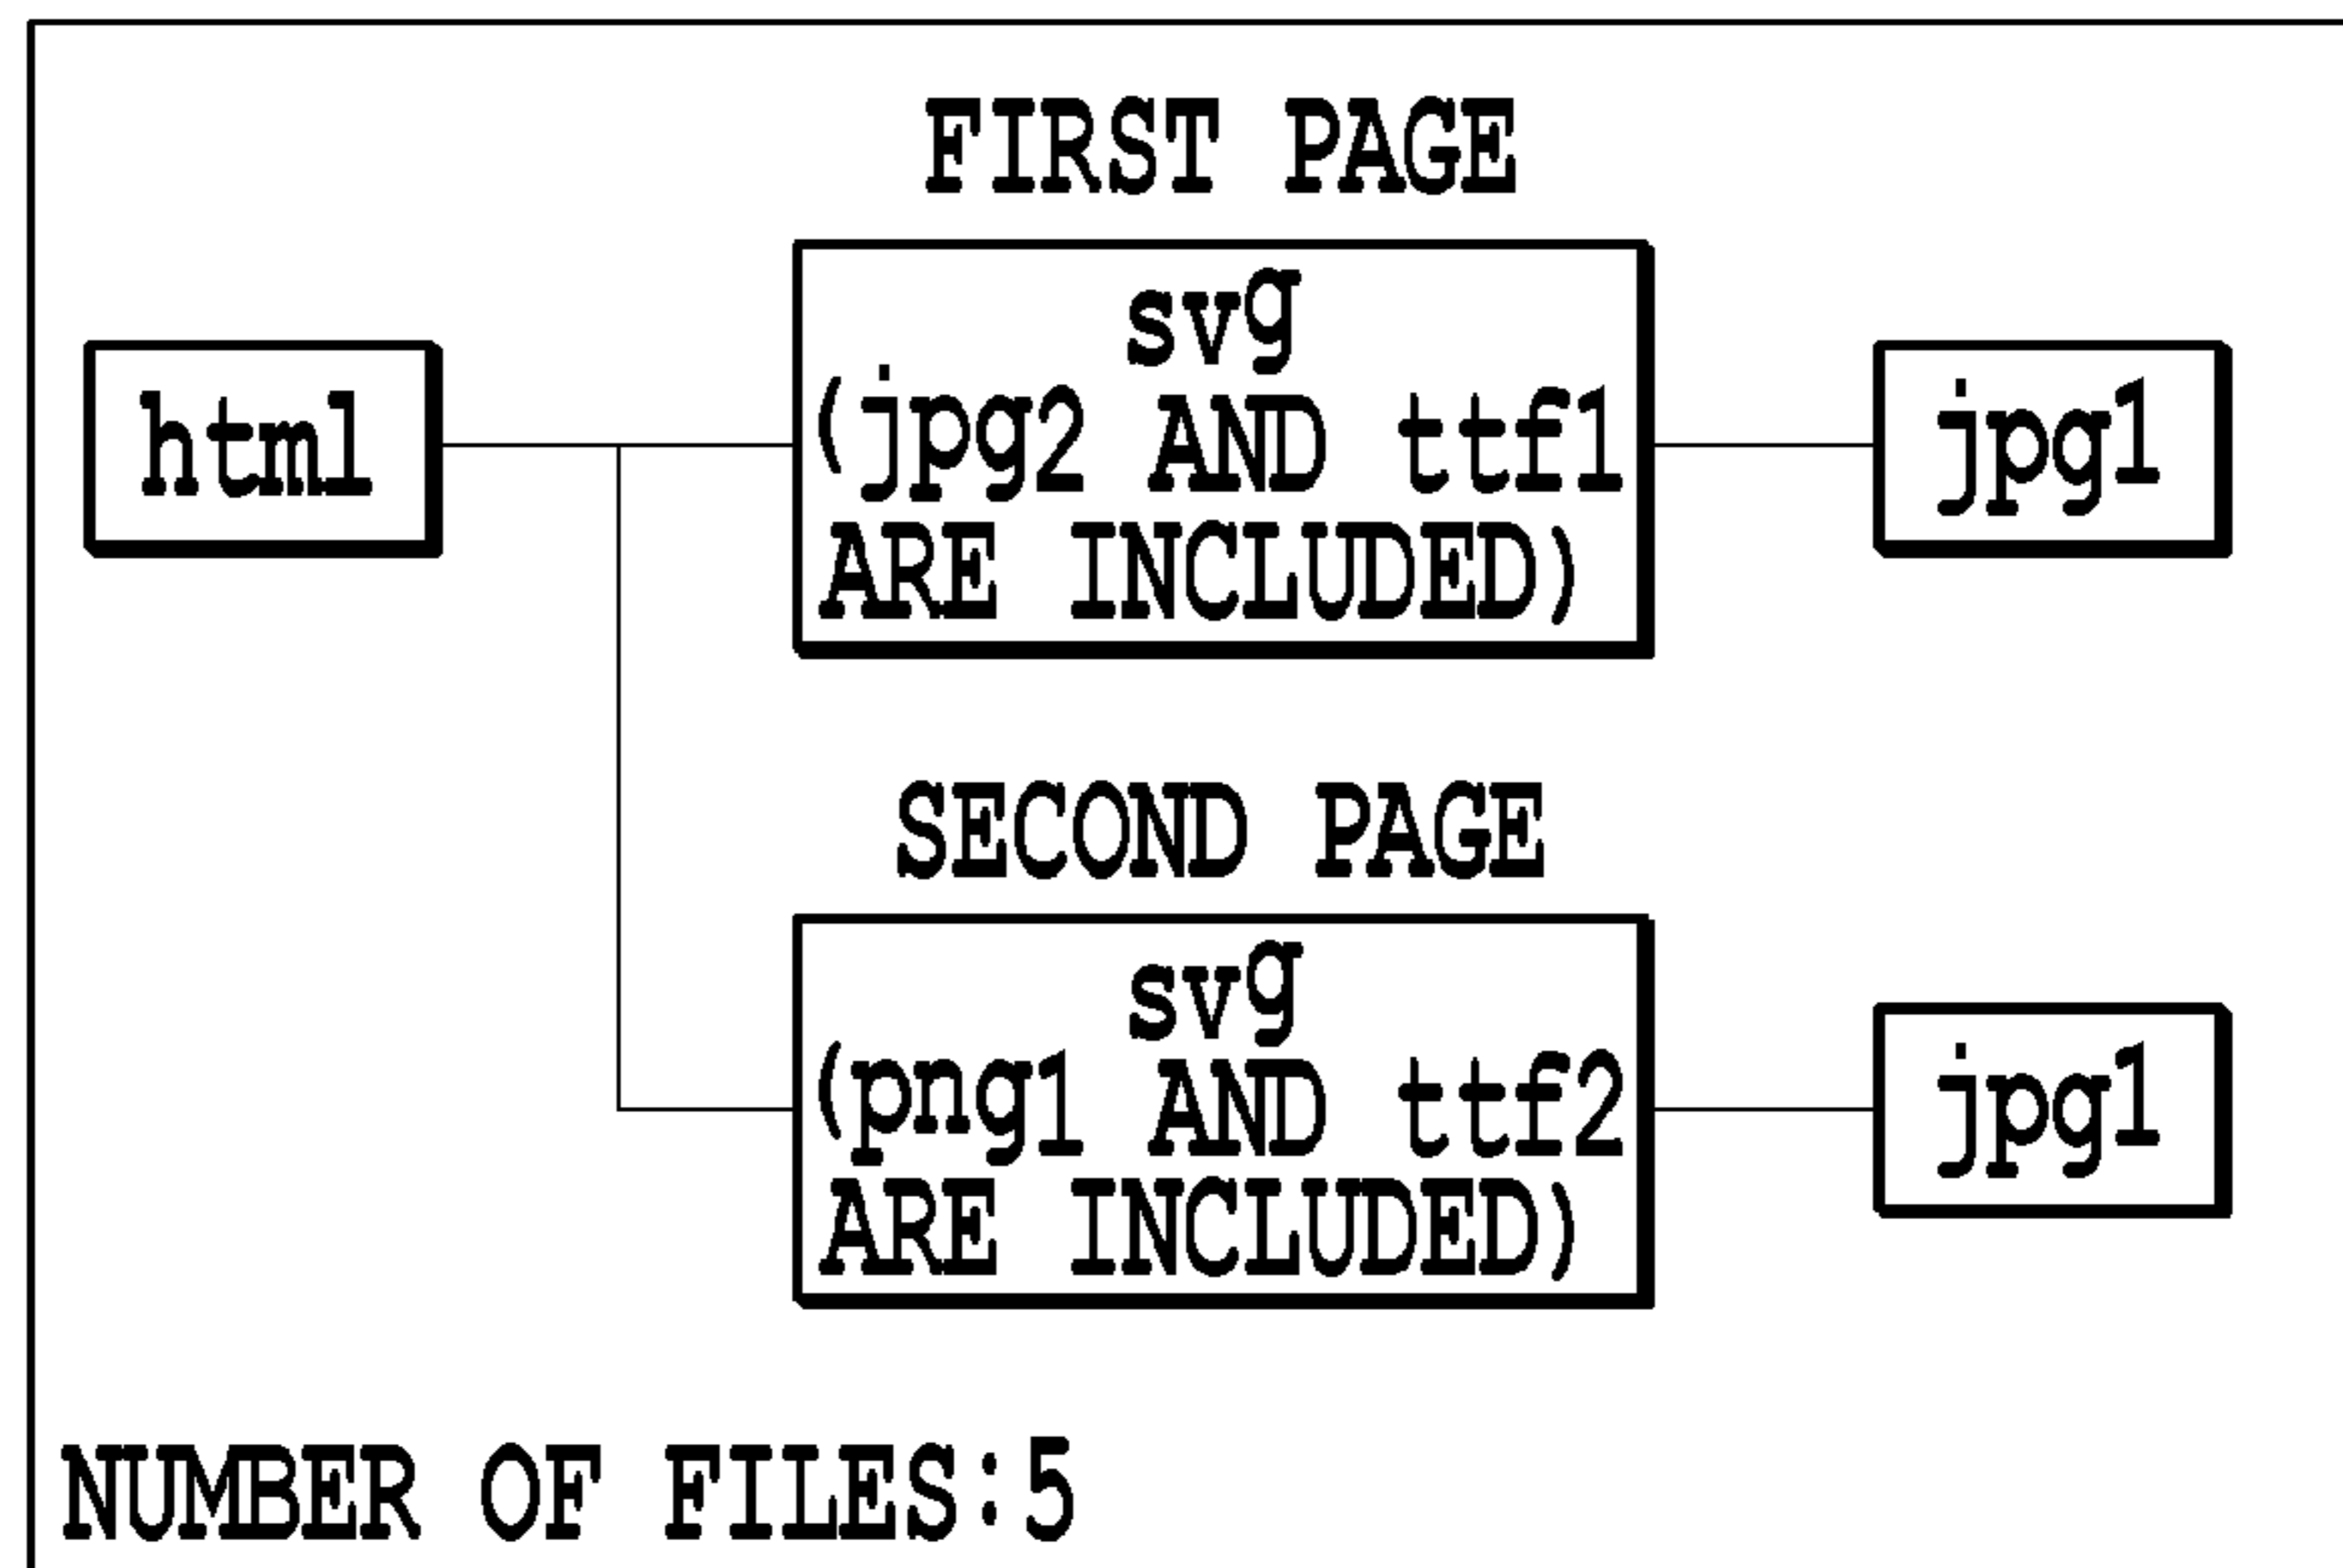 FIRST PAGE
html
svg
(jpg2 AND ttf1
ARE INCLUDED)
jpg1
SECOND PAGE
svg
(png1 AND ttf2
ARE INCLUDED)
jpg1
NUMBER OF FILES:5